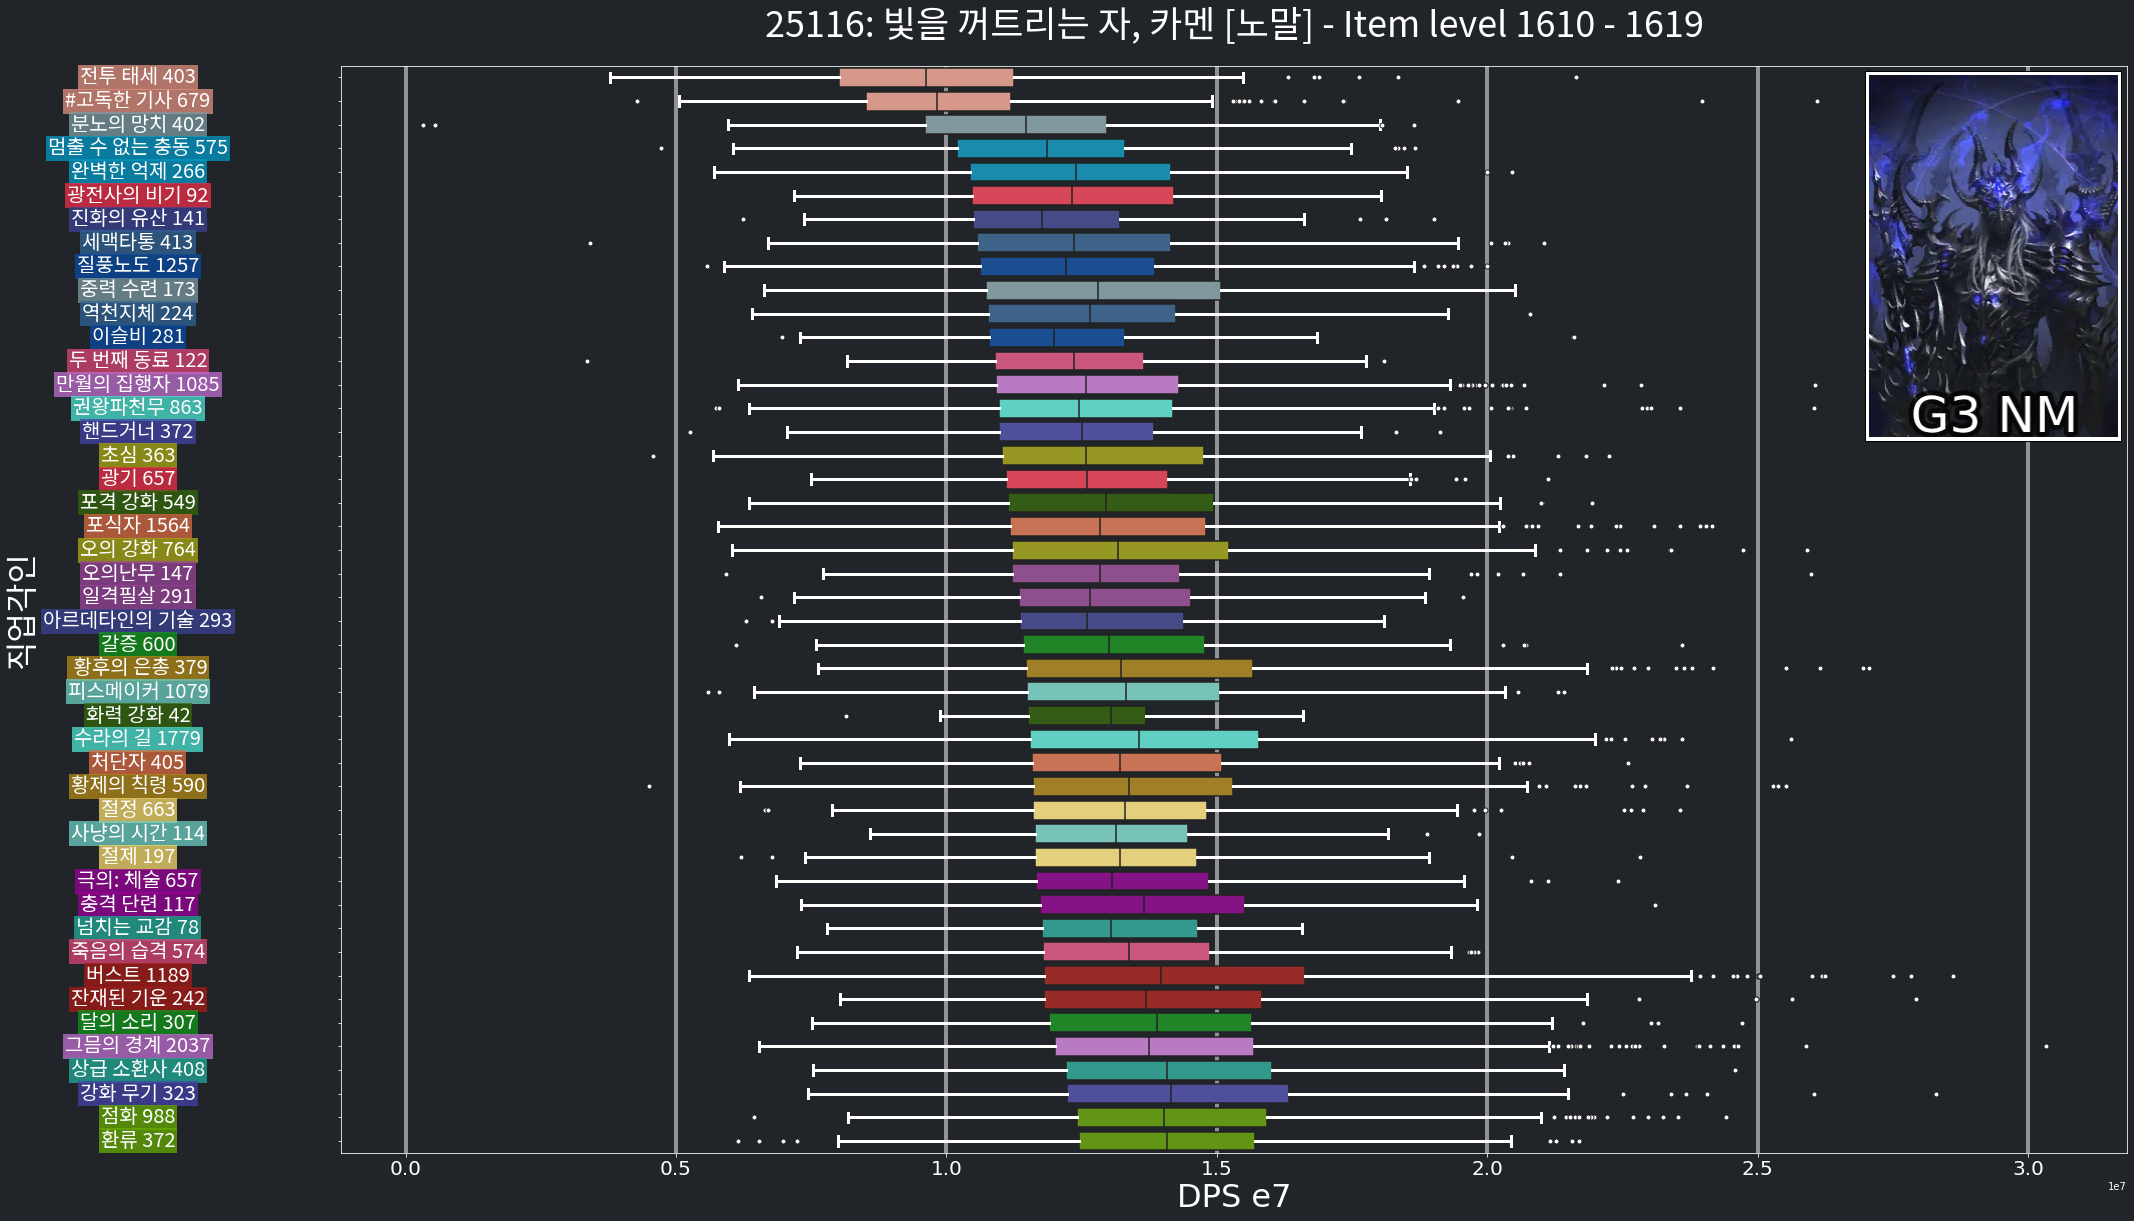 25116: 빛을 꺼트리는 자, 카멘 [노말] - Item level 1610 - 1619
직업각인
전투 태세 403
#고독한 기사 679
분노의 망치 402
멈출 수 없는 충동 575
완벽한 억제 266
광전사의 비기 92
진화의 유산 141
세맥타통 413
질풍노도 1257
중력 수련 173
역천지체 224
이슬비 281
두 번째 동료 122
만월의 집행자 1085
권왕파천무 863
핸드거너 372
초심 363
광기 657
포격 강화 549
포식자 1564
오의 강화 764
오의난무 147
일격필살 291
아르데타인의 기술 293
갈증 600
황후의 은총 379
피스메이커 1079
화력 강화 42
수라의 길 1779
처단자 405
황제의 칙령 590
절정 663
사냥의 시간 114
절제 197
극의: 체술 657
충격 단련 117
넘치는 교감 78
죽음의 습격 574
버스트 1189
잔재된 기운 242
달의 소리 307
그믐의 경계 2037
상급 소환사 408
강화 무기 323
점화 988
환류 372
G3 NM
0.0 0.5 1.0 1.5 2.0 2.5 3.0
1e7
DPS e7